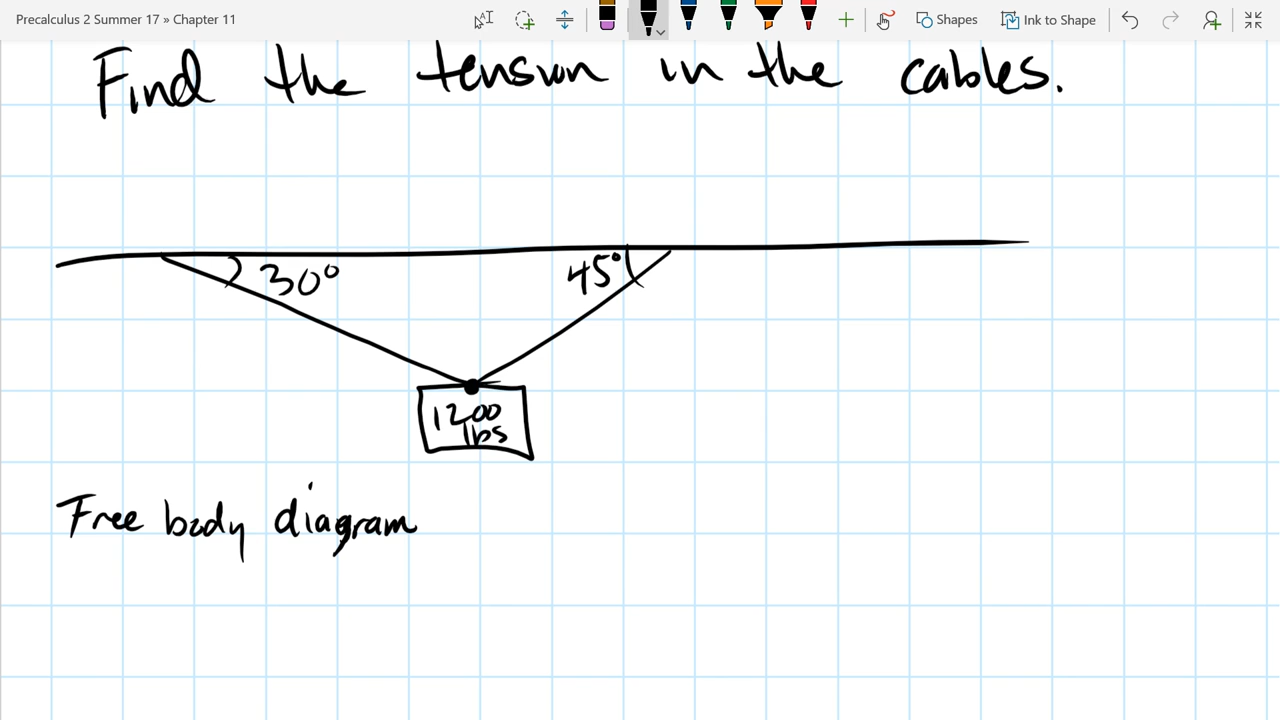 Precalculus 2 Summer 17 » Chapter 11
Shapes
Ink to Shape
Find the tension in the cables.
30°
45°
1200
lbs
Free body diagram